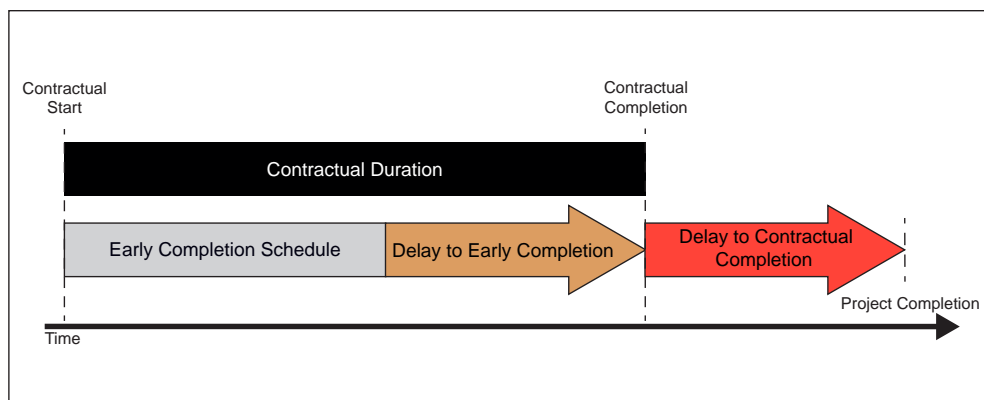 Contractual
Start
Contractual
Completion
Contractual Duration
Early Completion Schedule
Delay to Early Completion
Delay to Contractual
Completion
Project Completion
Time